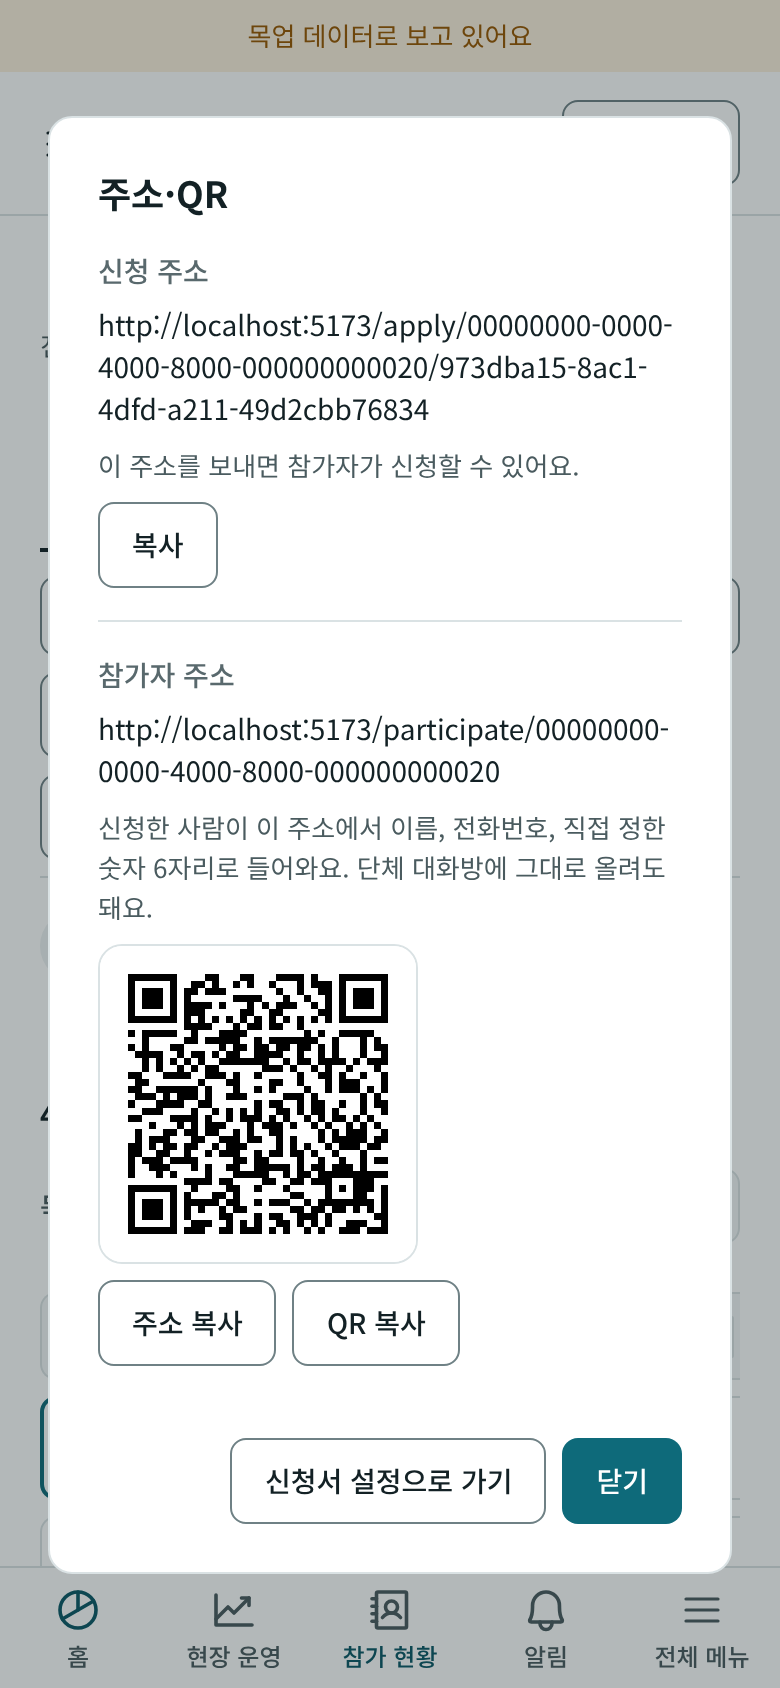 목업 데이터로 보고 있어요
주소·QR
신청 주소
http://localhost:5173/apply/00000000-0000-
4000-8000-000000000020/973dba15-8ac1-
4dfd-a211-49d2cbb76834
이 주소를 보내면 참가자가 신청할 수 있어요.
복사
참가자 주소
http://localhost:5173/participate/00000000-
0000-4000-8000-000000000020
신청한 사람이 이 주소에서 이름, 전화번호, 직접 정한
숫자 6자리로 들어와요. 단체 대화방에 그대로 올려도
돼요.
주소 복사 QR 복사
신청서 설정으로 가기 닫기
홈 현장 운영 참가 현황 알림 전체 메뉴